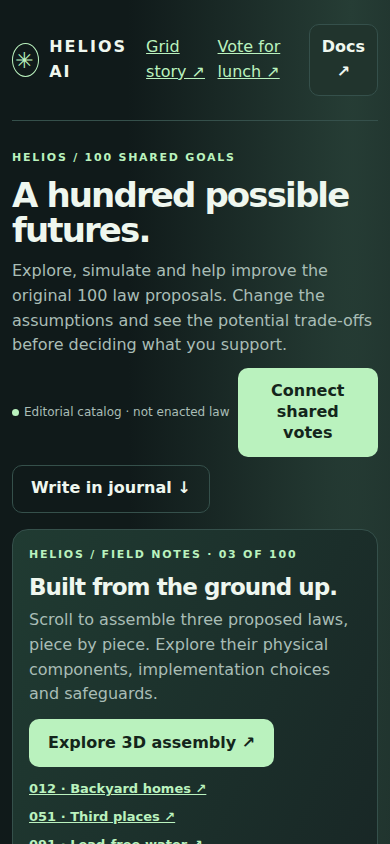 HELIOS AI
Grid story ↗
Vote for lunch ↗
Docs ↗
HELIOS / 100 SHARED GOALS
A hundred possible
futures.
Explore, simulate and help improve the
original 100 law proposals. Change the
assumptions and see the potential trade-offs
before deciding what you support.
Editorial catalog · not enacted law
Connect
shared
votes
Write in journal ↓
HELIOS / FIELD NOTES · 03 OF 100
Built from the ground up.
Scroll to assemble three proposed laws,
piece by piece. Explore their physical
components, implementation choices
and safeguards.
Explore 3D assembly ↗
012 · Backyard homes ↗
051 · Third places ↗
091 · Lead-free water ↗